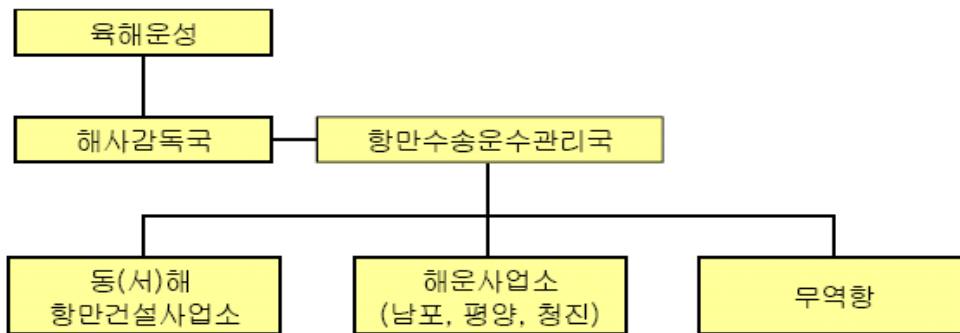 육해운성
해사감독국
항만수송운수관리국
동(서)해
항만건설사업소
해운사업소
(남포, 평양, 청진)
무역항